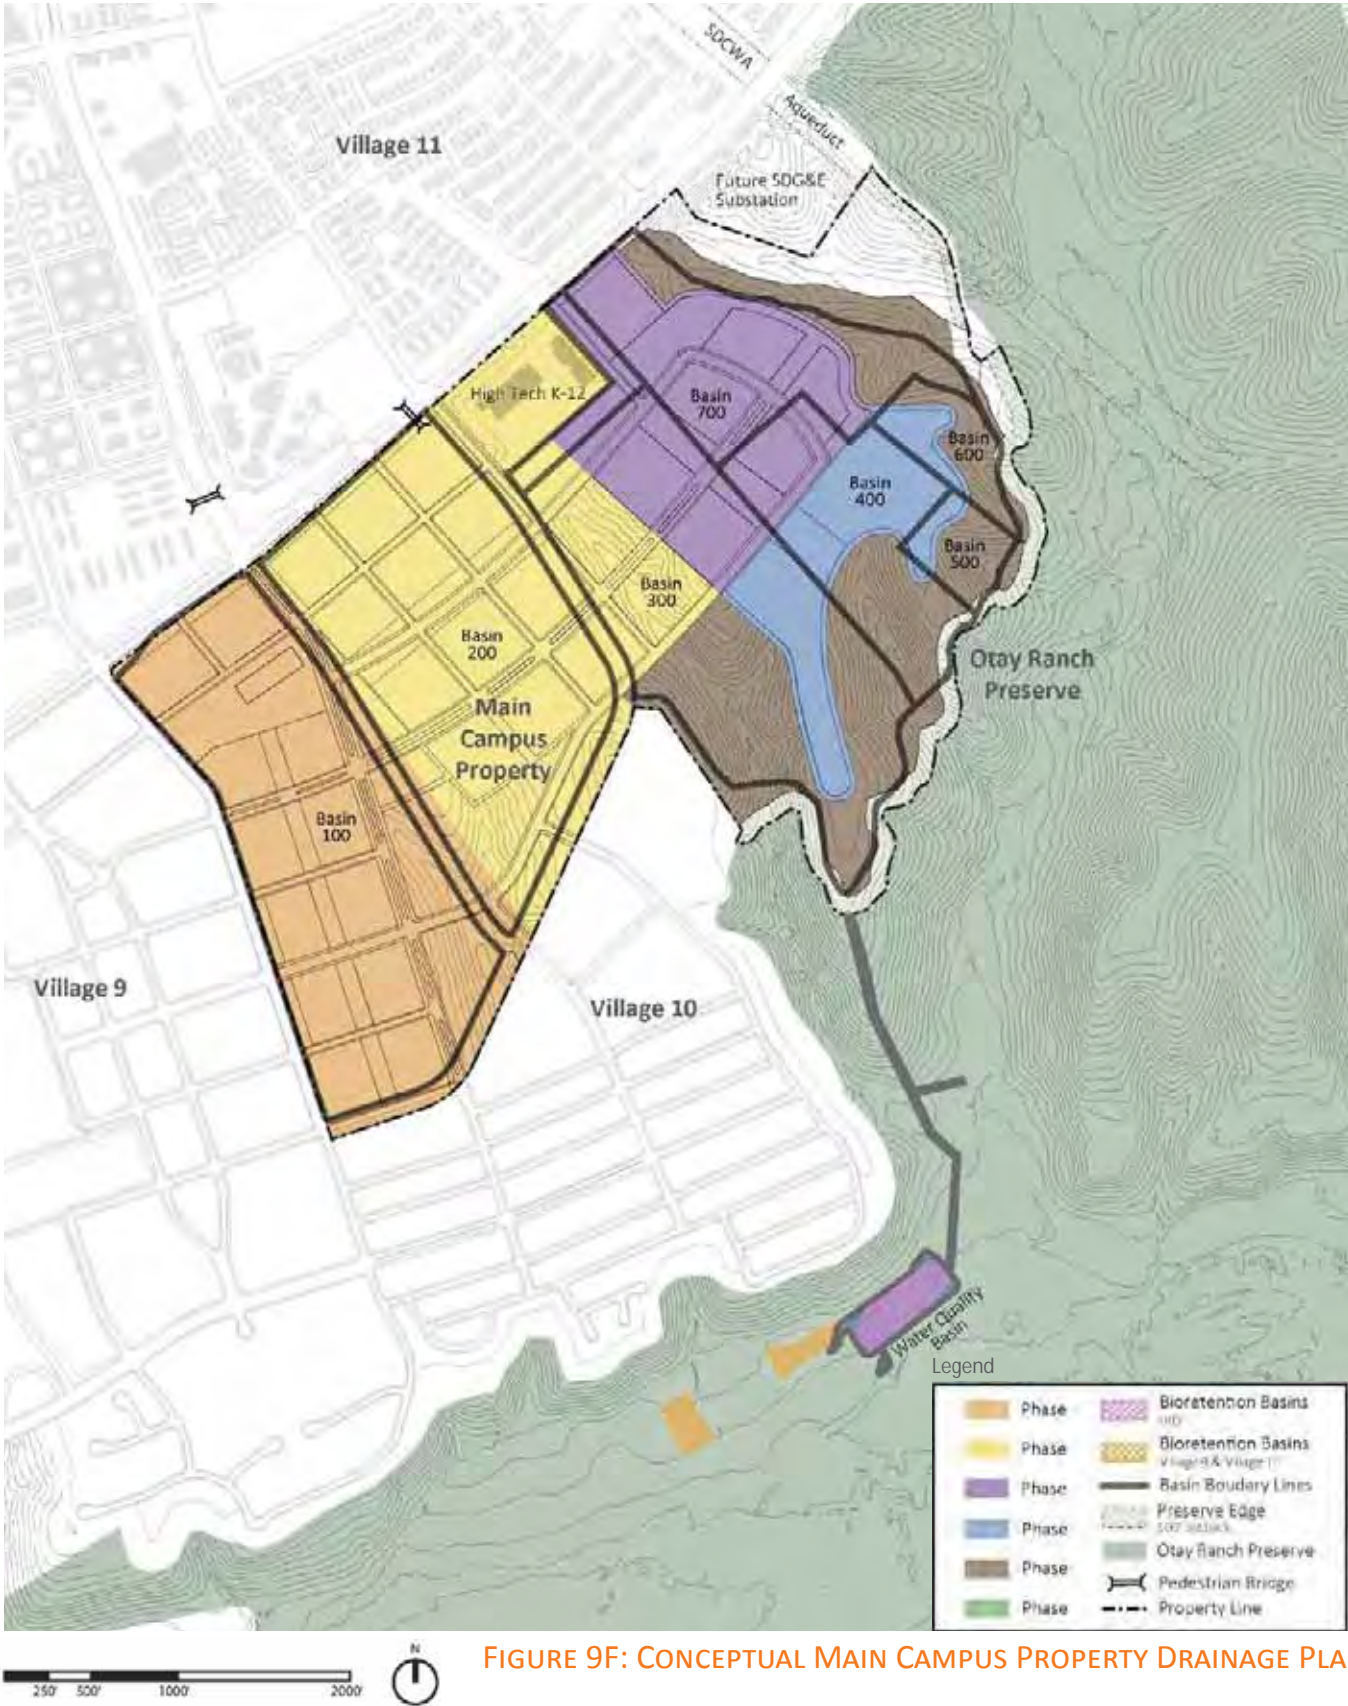 SDCWA
Aqueduct
Village 11
Future SDG&E
Substation
High Tech K-12
Basin
700
Basin
600
Basin
400
Basin
500
Basin
300
Basin
200
Otay Ranch
Preserve
Main
Campus
Property
Basin
100
Village 9
Village 10
Water Quality
Basin
Legend
Phase
Phase
Phase
Phase
Phase
Phase
Bioretention Basins
Bioretention Basins
Basin Boudary Lines
Preserve Edge
Otay Ranch Preserve
Pedestrian Bridge
Property Line
250' 500' 1000' 2000'
N
FIGURE 9F: CONCEPTUAL MAIN CAMPUS PROPERTY DRAINAGE PLA